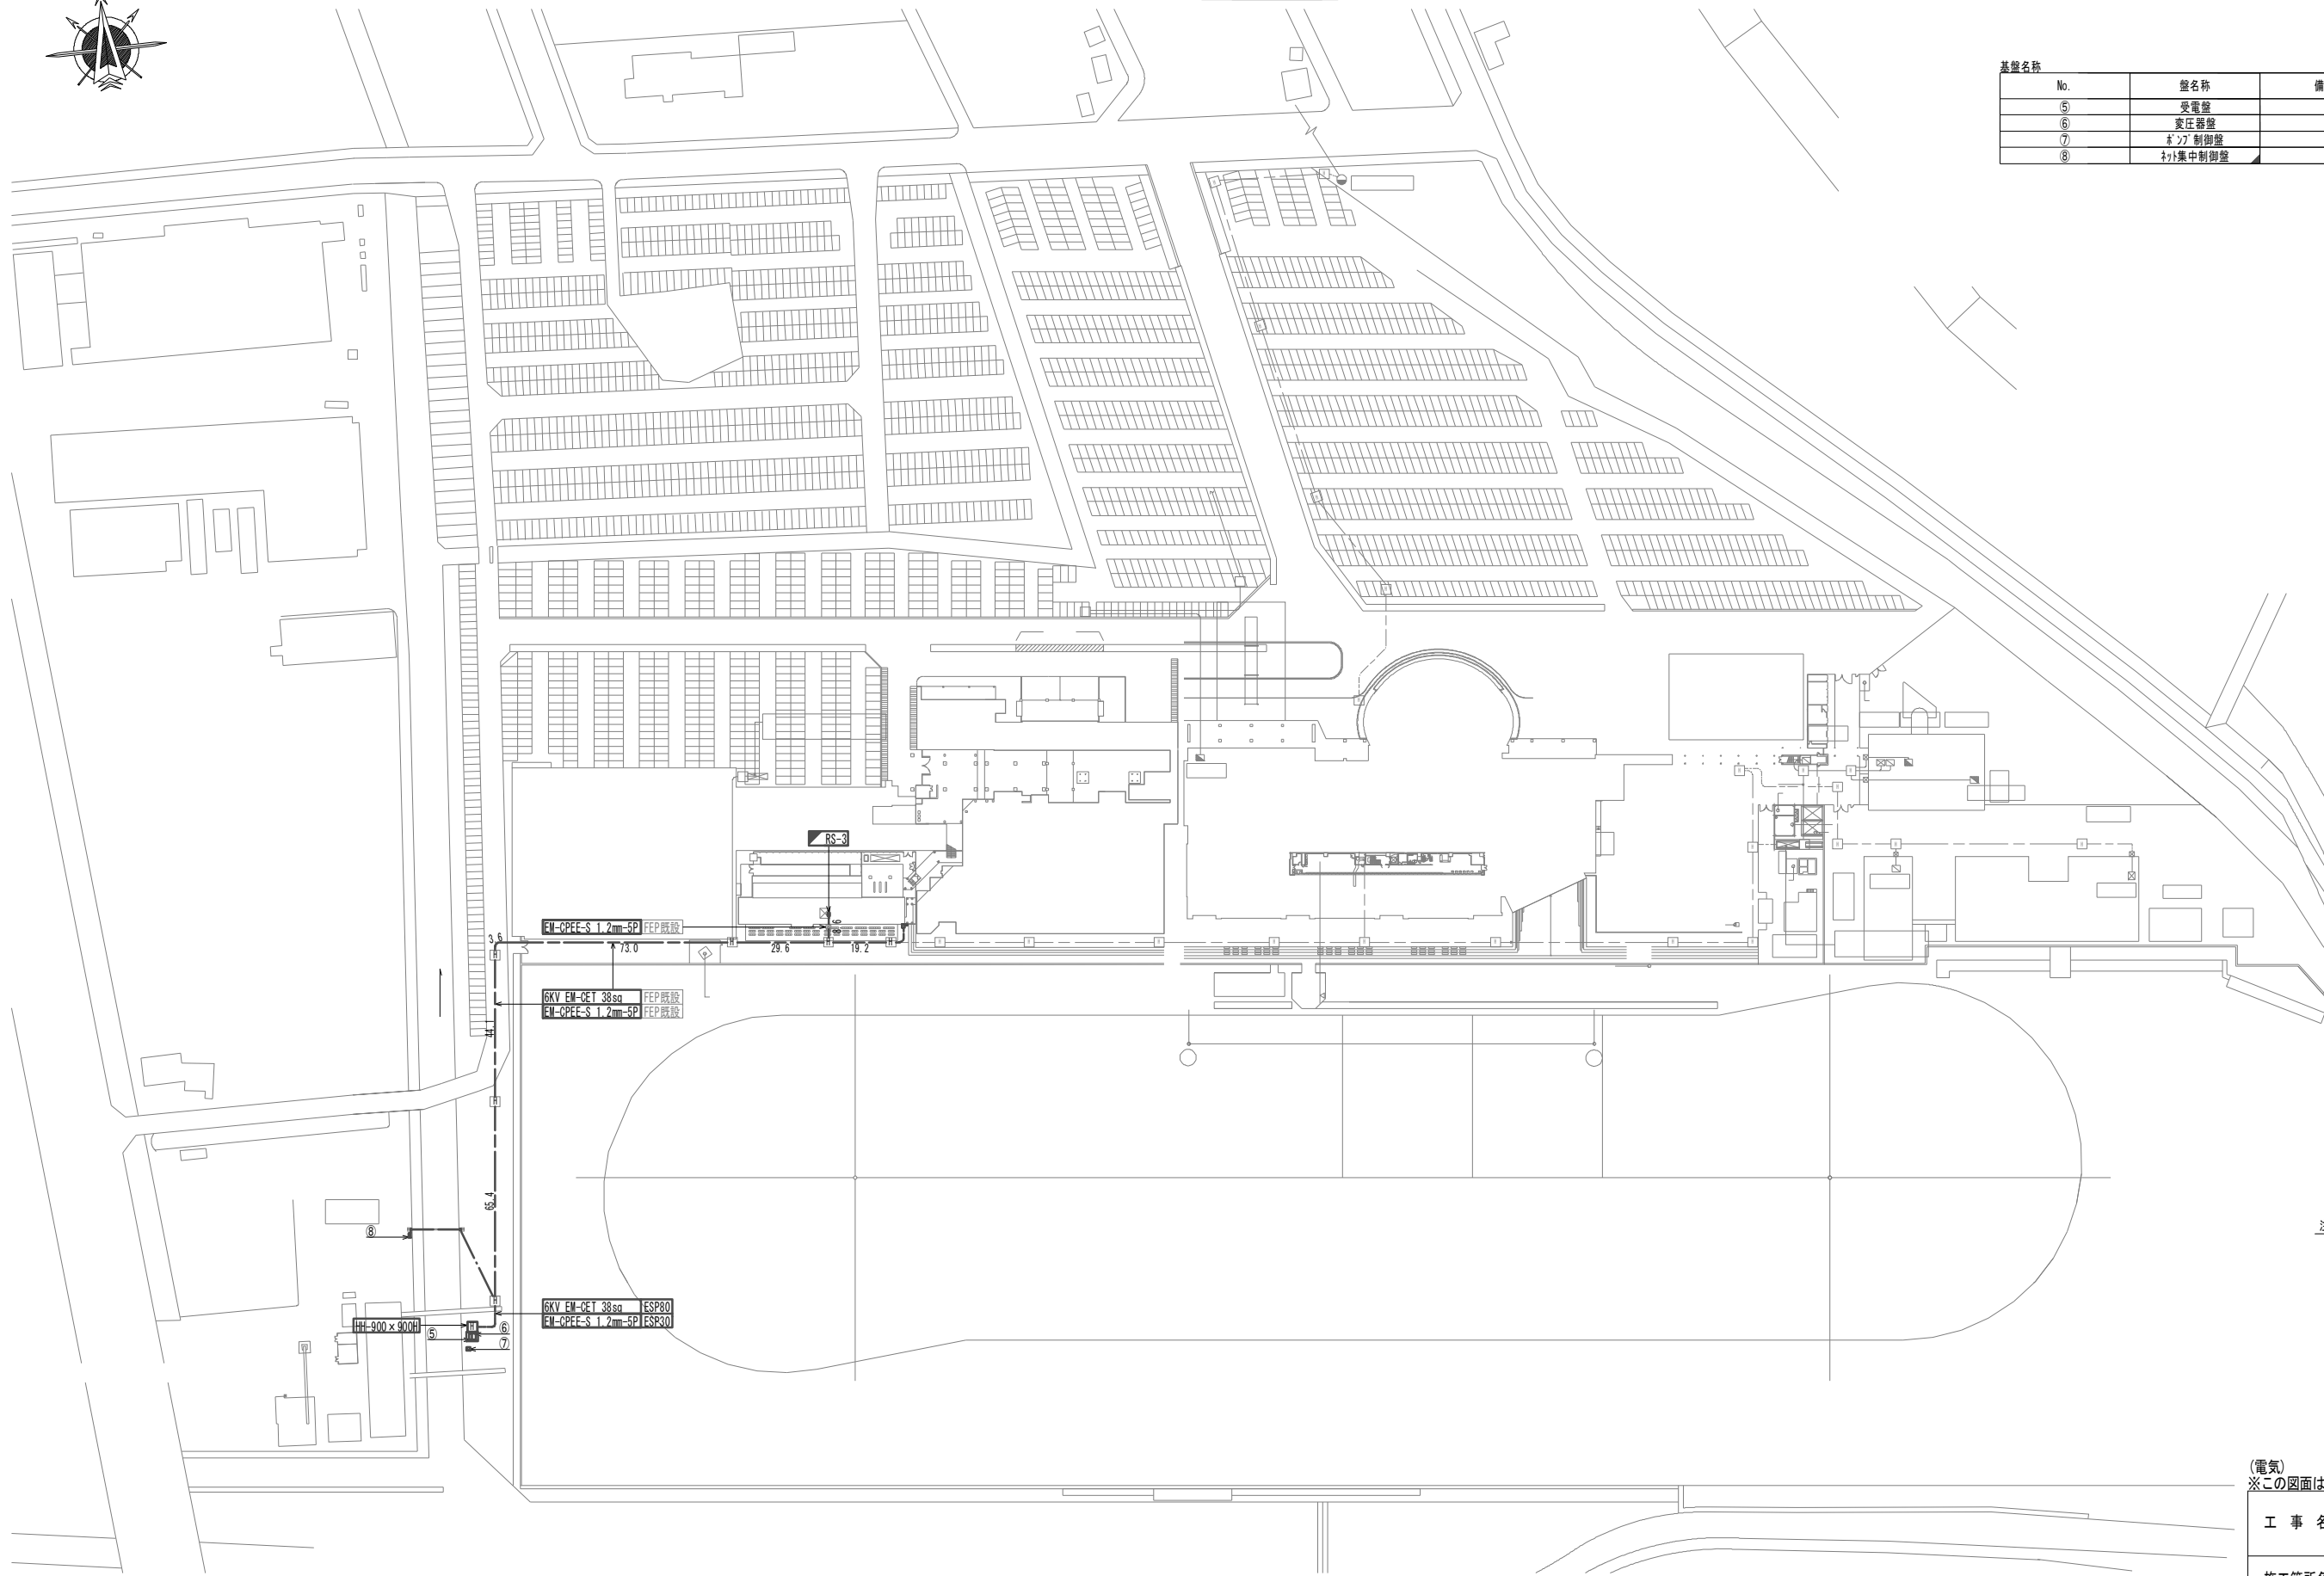 基盤名称
No. 盤名称 備
⑤ 受電盤
⑥ 変圧器盤
⑦ ﾎﾟﾝﾌﾟ制御盤
⑧ ﾈｯﾄ集中制御盤
RS-3
EM-CPEE-S 1.2mm-5P FEP既設
3.6
73.0
29.6
19.2
H
H
H
H
6KV EM-CET 38sq FEP既設
EM-CPEE-S 1.2mm-5P FEP既設
H
65.4
⑧
H
6KV EM-CET 38sq ESP80
EM-CPEE-S 1.2mm-5P ESP30
HH-900×900H
H
⑤
⑥
⑦
(電気)
※この図面は
工 事 名